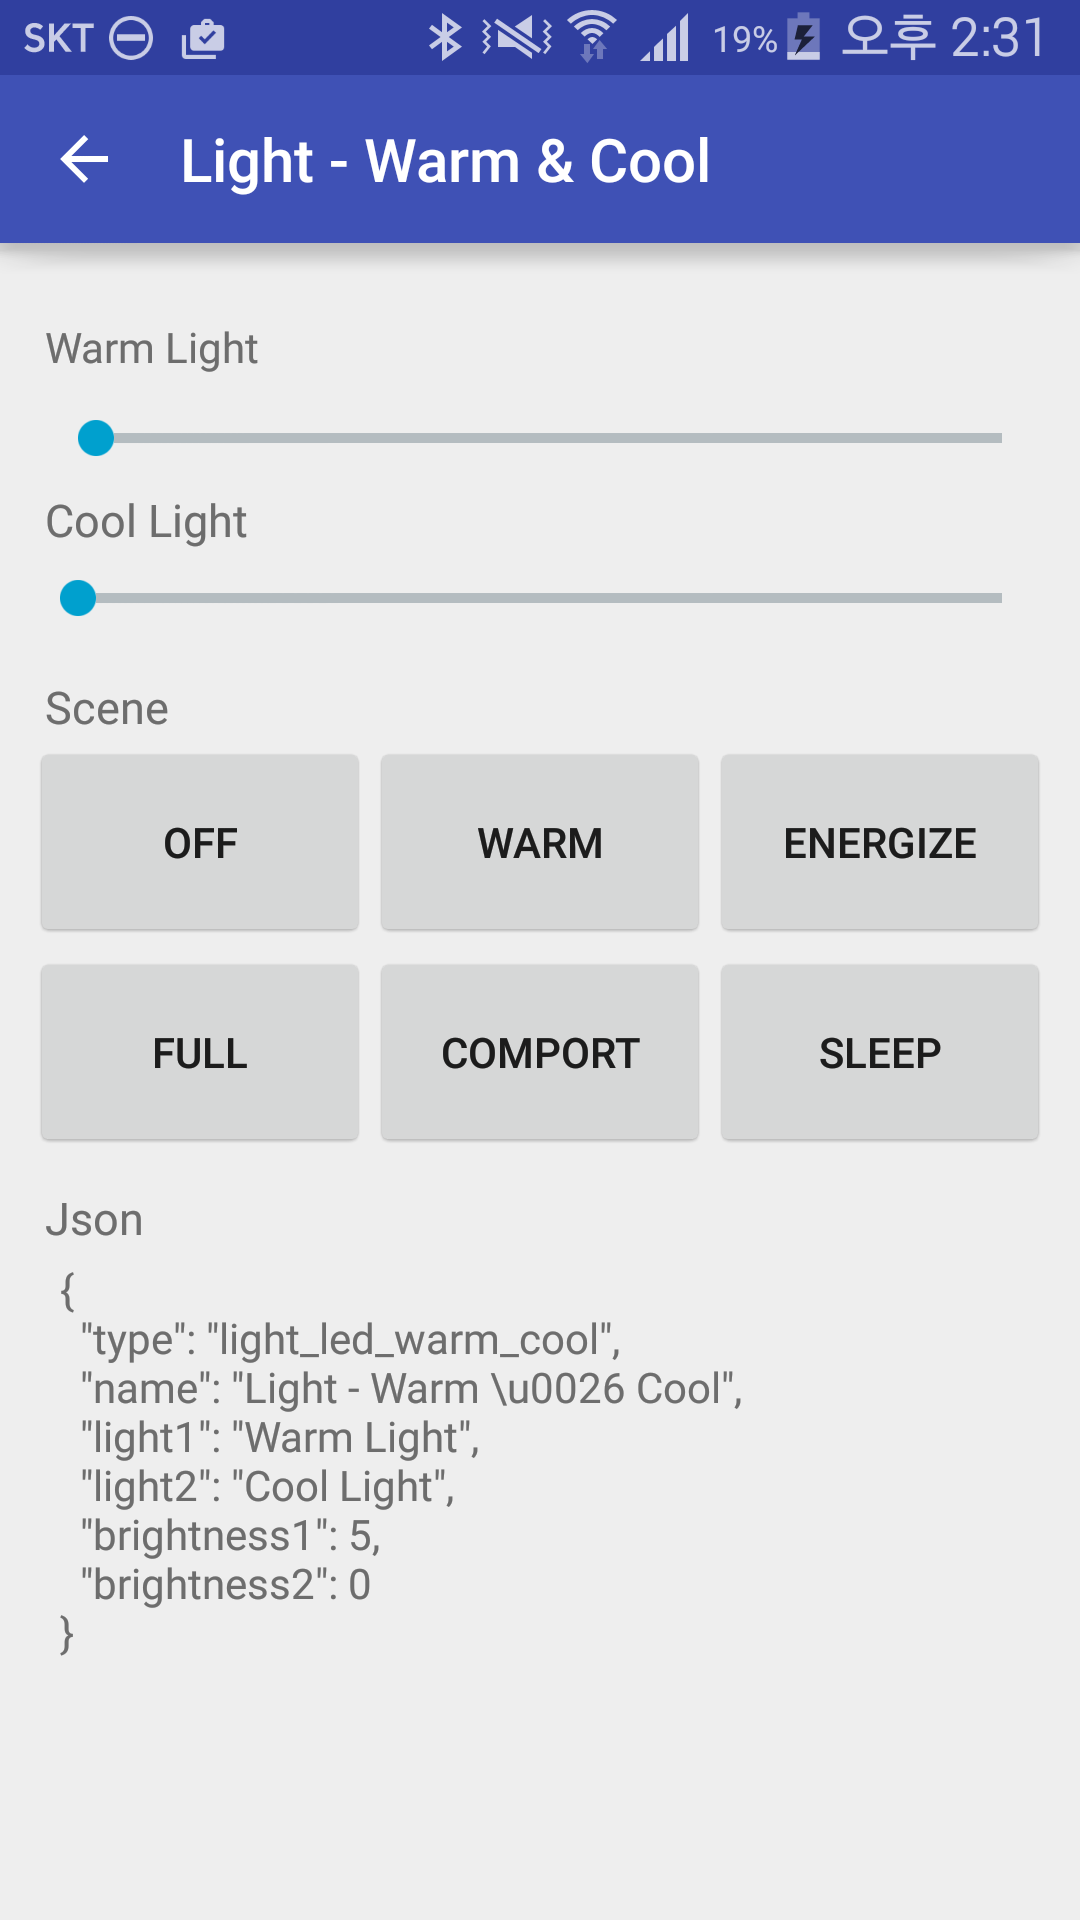 SKT 19% 오후 2:31
Light - Warm & Cool
Warm Light
Cool Light
Scene
OFF WARM ENERGIZE
FULL COMPORT SLEEP
Json
{
"type": "light_led_warm_cool",
"name": "Light - Warm \u0026 Cool",
"light1": "Warm Light",
"light2": "Cool Light",
"brightness1": 5,
"brightness2": 0
}